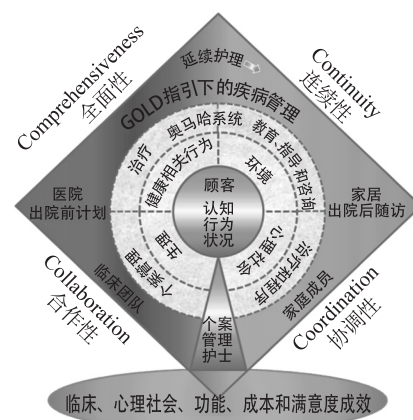 Comprehensiveness
全面性
Continuity
连续性
延续护理
GOLD指引下的疾病管理
奥马哈系统
治疗
教育、指导和咨询
健康相关行为
环境
顾客
认知
行为
状况
医院
出院前计划
家居
出院后随访
生理
心理社会
个案管理
治疗和程序
临床团队
家庭成员
Collaboration
合作性
Coordination
协调性
个案
管理
护士
临床、心理社会、功能、成本和满意度成效